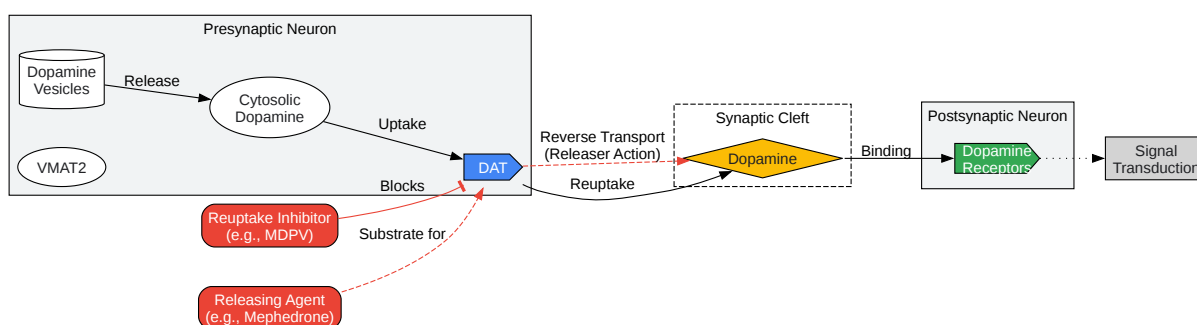 Presynaptic Neuron
Dopamine
Vesicles
Release
Cytosolic
Dopamine
Uptake
VMAT2
DAT
Blocks
Reuptake Inhibitor
(e.g., MDPV)
Substrate for
Releasing Agent
(e.g., Mephedrone)
Reverse Transport
(Releaser Action)
Reuptake
Synaptic Cleft
Dopamine
Binding
Postsynaptic Neuron
Dopamine
Receptors
Signal
Transduction